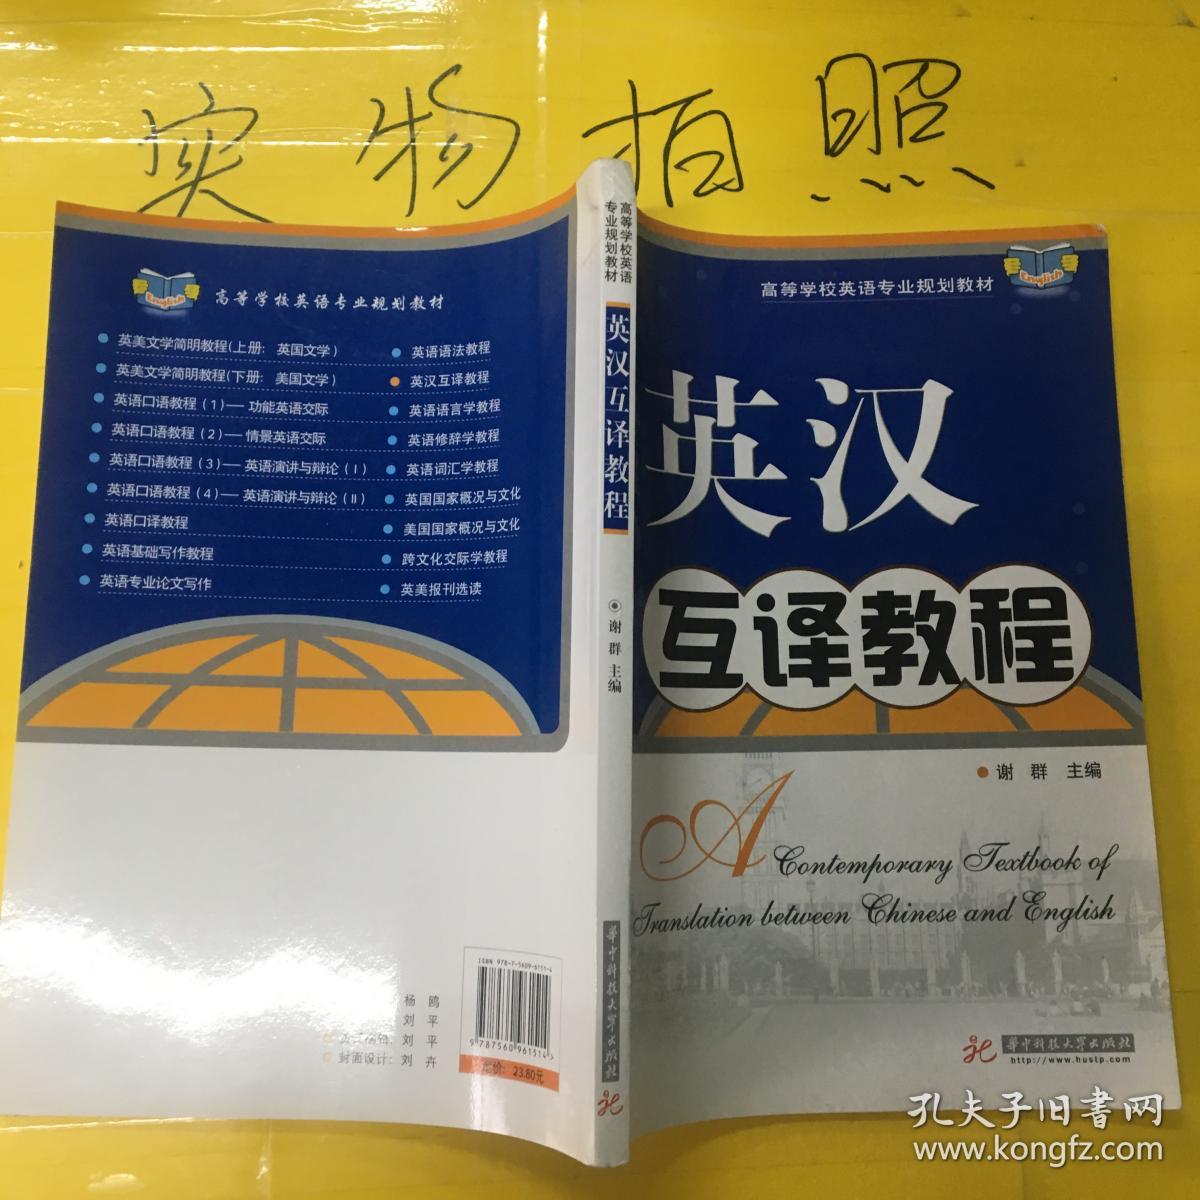 实物拍照
高等学校英语专业规划教材
英美文学简明教程(上册: 英国文学)
英美文学简明教程(下册: 美国文学)
英语口语教程(1)—功能英语交际
英语口语教程(2)—情景英语交际
英语口语教程(3)—英语演讲与辩论(I)
英语口语教程(4)—英语演讲与辩论(II)
英语口译教程
英语基础写作教程
英语专业论文写作
英语语法教程
英汉互译教程
英语语言学教程
英语修辞学教程
英语词汇学教程
英国国家概况与文化
美国国家概况与文化
跨文化交际学教程
英美报刊选读
杨 鸥
刘 平
刘 平
封面设计: 刘 卉
ISBN 978-7-5609-6151-4
9 787560 961514 >
定价: 23.80元
高等学校英语
专业规划教材
英汉互译教程
谢群 主编
华中科技大学出版社
高等学校英语专业规划教材
英汉
互译教程
谢 群 主编
A Contemporary Textbook of
Translation between Chinese and English
华中科技大学出版社
http://www.hustp.com
孔夫子旧书网
www.kongfz.com